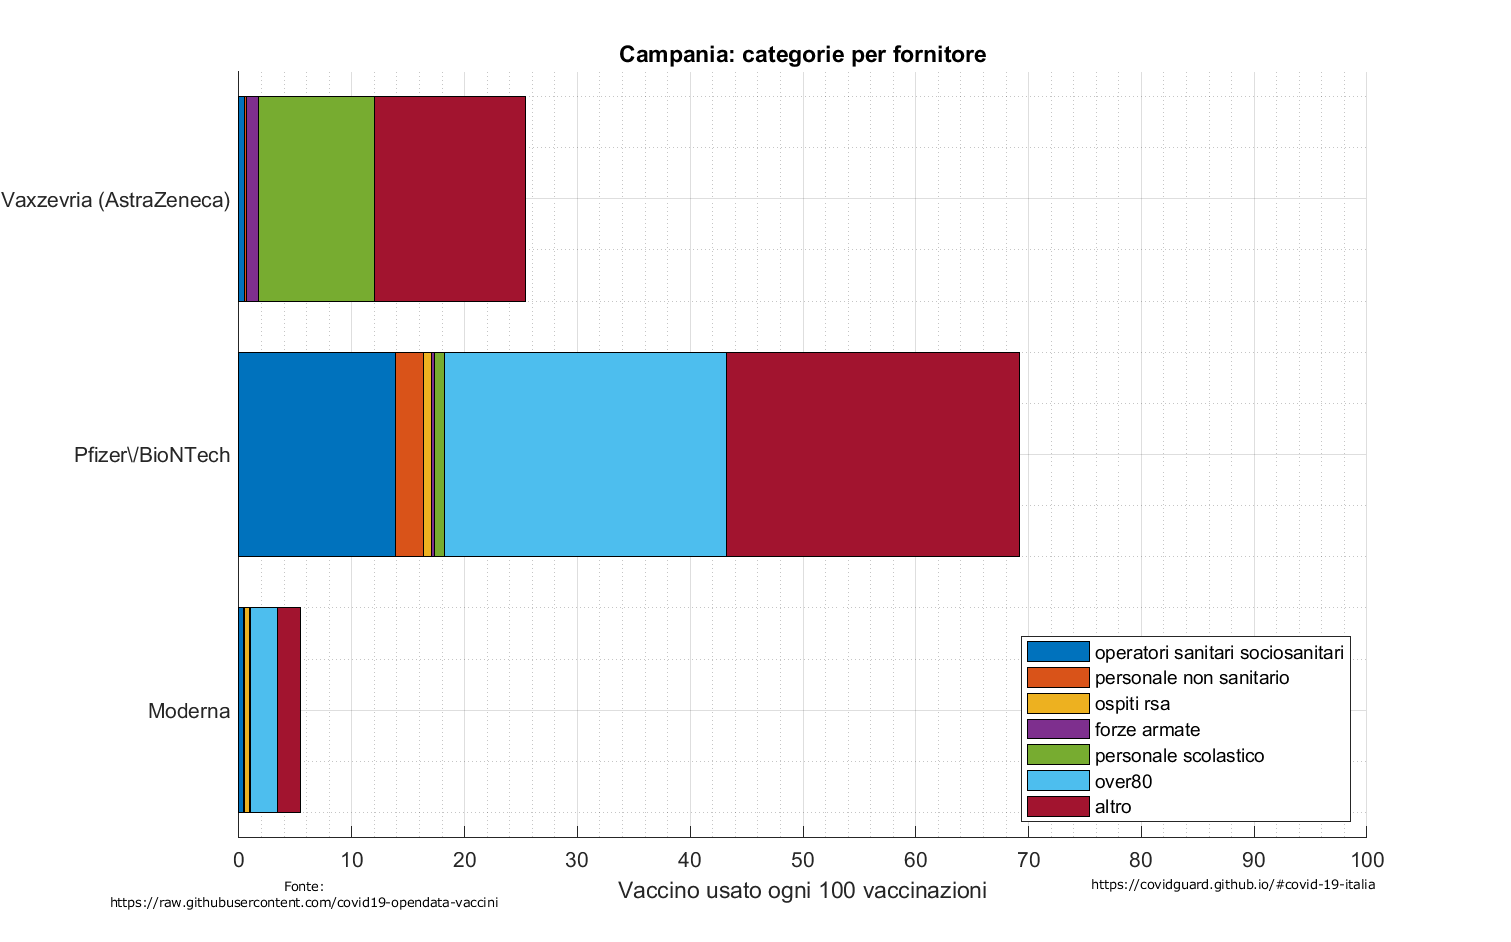 Campania: categorie per fornitore
Vaxzevria (AstraZeneca)
Pfizer\/BioNTech
Moderna
operatori sanitari sociosanitari
personale non sanitario
ospiti rsa
forze armate
personale scolastico
over80
altro
0 10 20 30 40 50 60 70 80 90 100
Vaccino usato ogni 100 vaccinazioni
Fonte:
https://raw.githubusercontent.com/covid19-opendata-vaccini
https://covidguard.github.io/#covid-19-italia